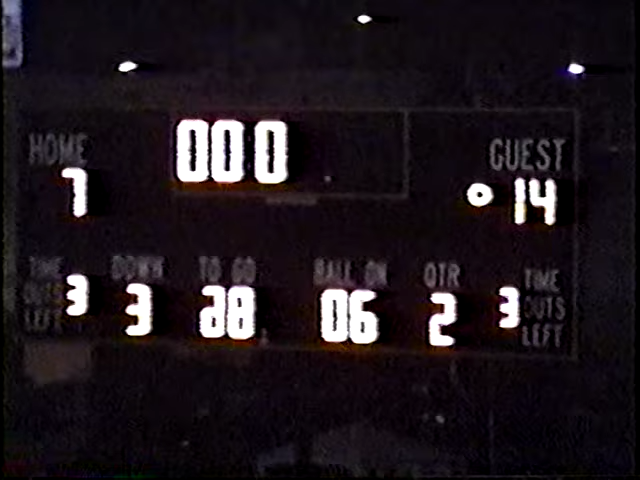 HOME 000 GUEST
7 14
TIME OUTS LEFT 3
DOWN 3
TO GO 28
BALL ON 06
QTR 2
3 TIME OUTS LEFT